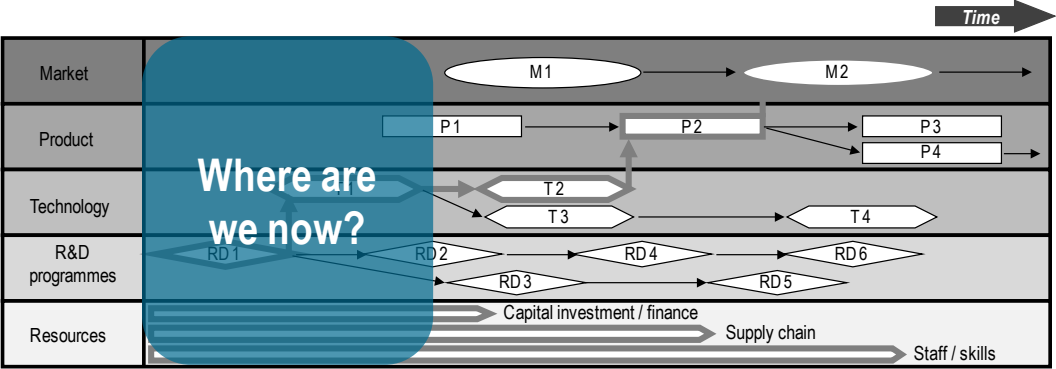 Time
Market
M1
M2
Product
P1
P2
P3
P4
Where are
we now?
Technology
T1
T2
T3
T4
R&D
programmes
RD1
RD2
RD4
RD6
RD3
RD5
Resources
Capital investment / finance
Supply chain
Staff / skills